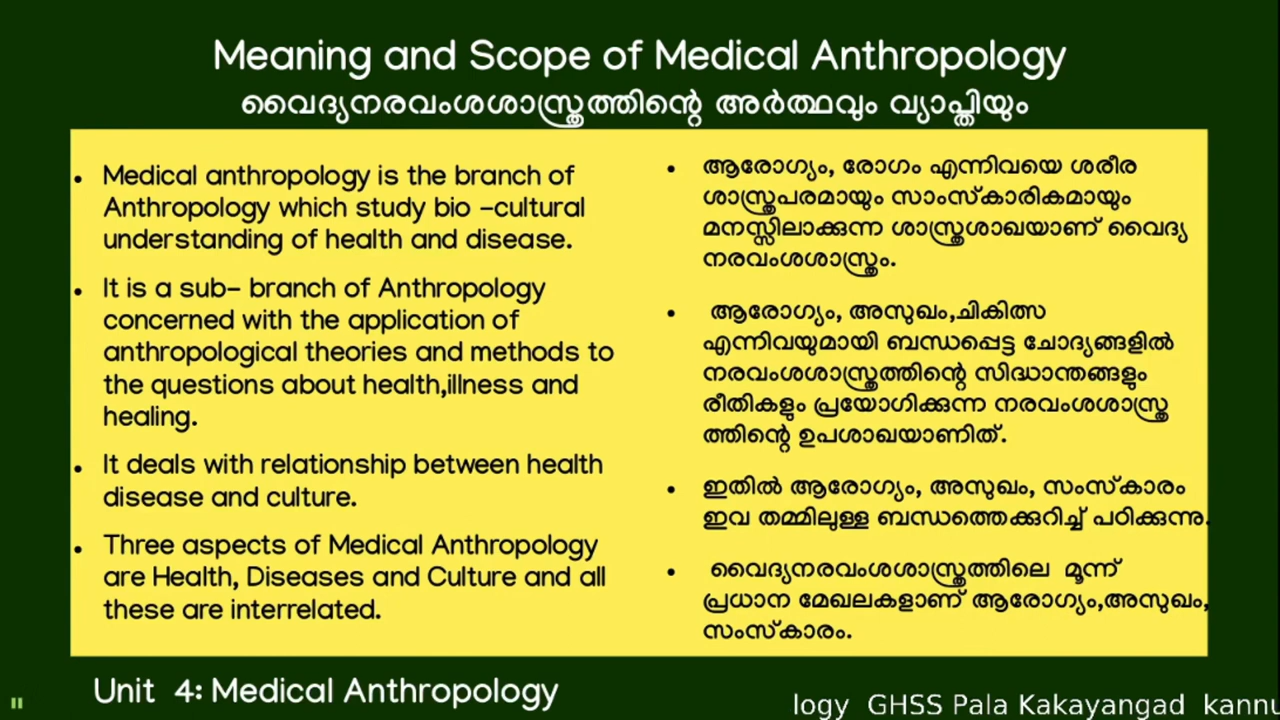 Meaning and Scope of Medical Anthropology
വൈദ്യനരവംശശാസ്ത്രത്തിന്റെ അർത്ഥവും വ്യാപ്തിയും
• Medical anthropology is the branch of
Anthropology which study bio -cultural
understanding of health and disease.
• It is a sub- branch of Anthropology
concerned with the application of
anthropological theories and methods to
the questions about health,illness and
healing.
• It deals with relationship between health
disease and culture.
• Three aspects of Medical Anthropology
are Health, Diseases and Culture and all
these are interrelated.
• ആരോഗ്യം, രോഗം എന്നിവയെ ശരീര
ശാസ്ത്രപരമായും സാംസ്കാരികമായും
മനസ്സിലാക്കുന്ന ശാസ്ത്രശാഖയാണ് വൈദ്യ
നരവംശശാസ്ത്രം.
• ആരോഗ്യം, അസുഖം,ചികിത്സ
എന്നിവയുമായി ബന്ധപ്പെട്ട ചോദ്യങ്ങളിൽ
നരവംശശാസ്ത്രത്തിന്റെ സിദ്ധാന്തങ്ങളും
രീതികളും പ്രയോഗിക്കുന്ന നരവംശശാസ്ത്ര
ത്തിന്റെ ഉപശാഖയാണിത്.
• ഇതിൽ ആരോഗ്യം, അസുഖം, സംസ്കാരം
ഇവ തമ്മിലുള്ള ബന്ധത്തെക്കുറിച്ച് പഠിക്കുന്നു.
• വൈദ്യനരവംശശാസ്ത്രത്തിലെ മൂന്ന്
പ്രധാന മേഖലകളാണ് ആരോഗ്യം,അസുഖം,
സംസ്കാരം.
Unit 4: Medical Anthropology
logy GHSS Pala Kakayangad kannu